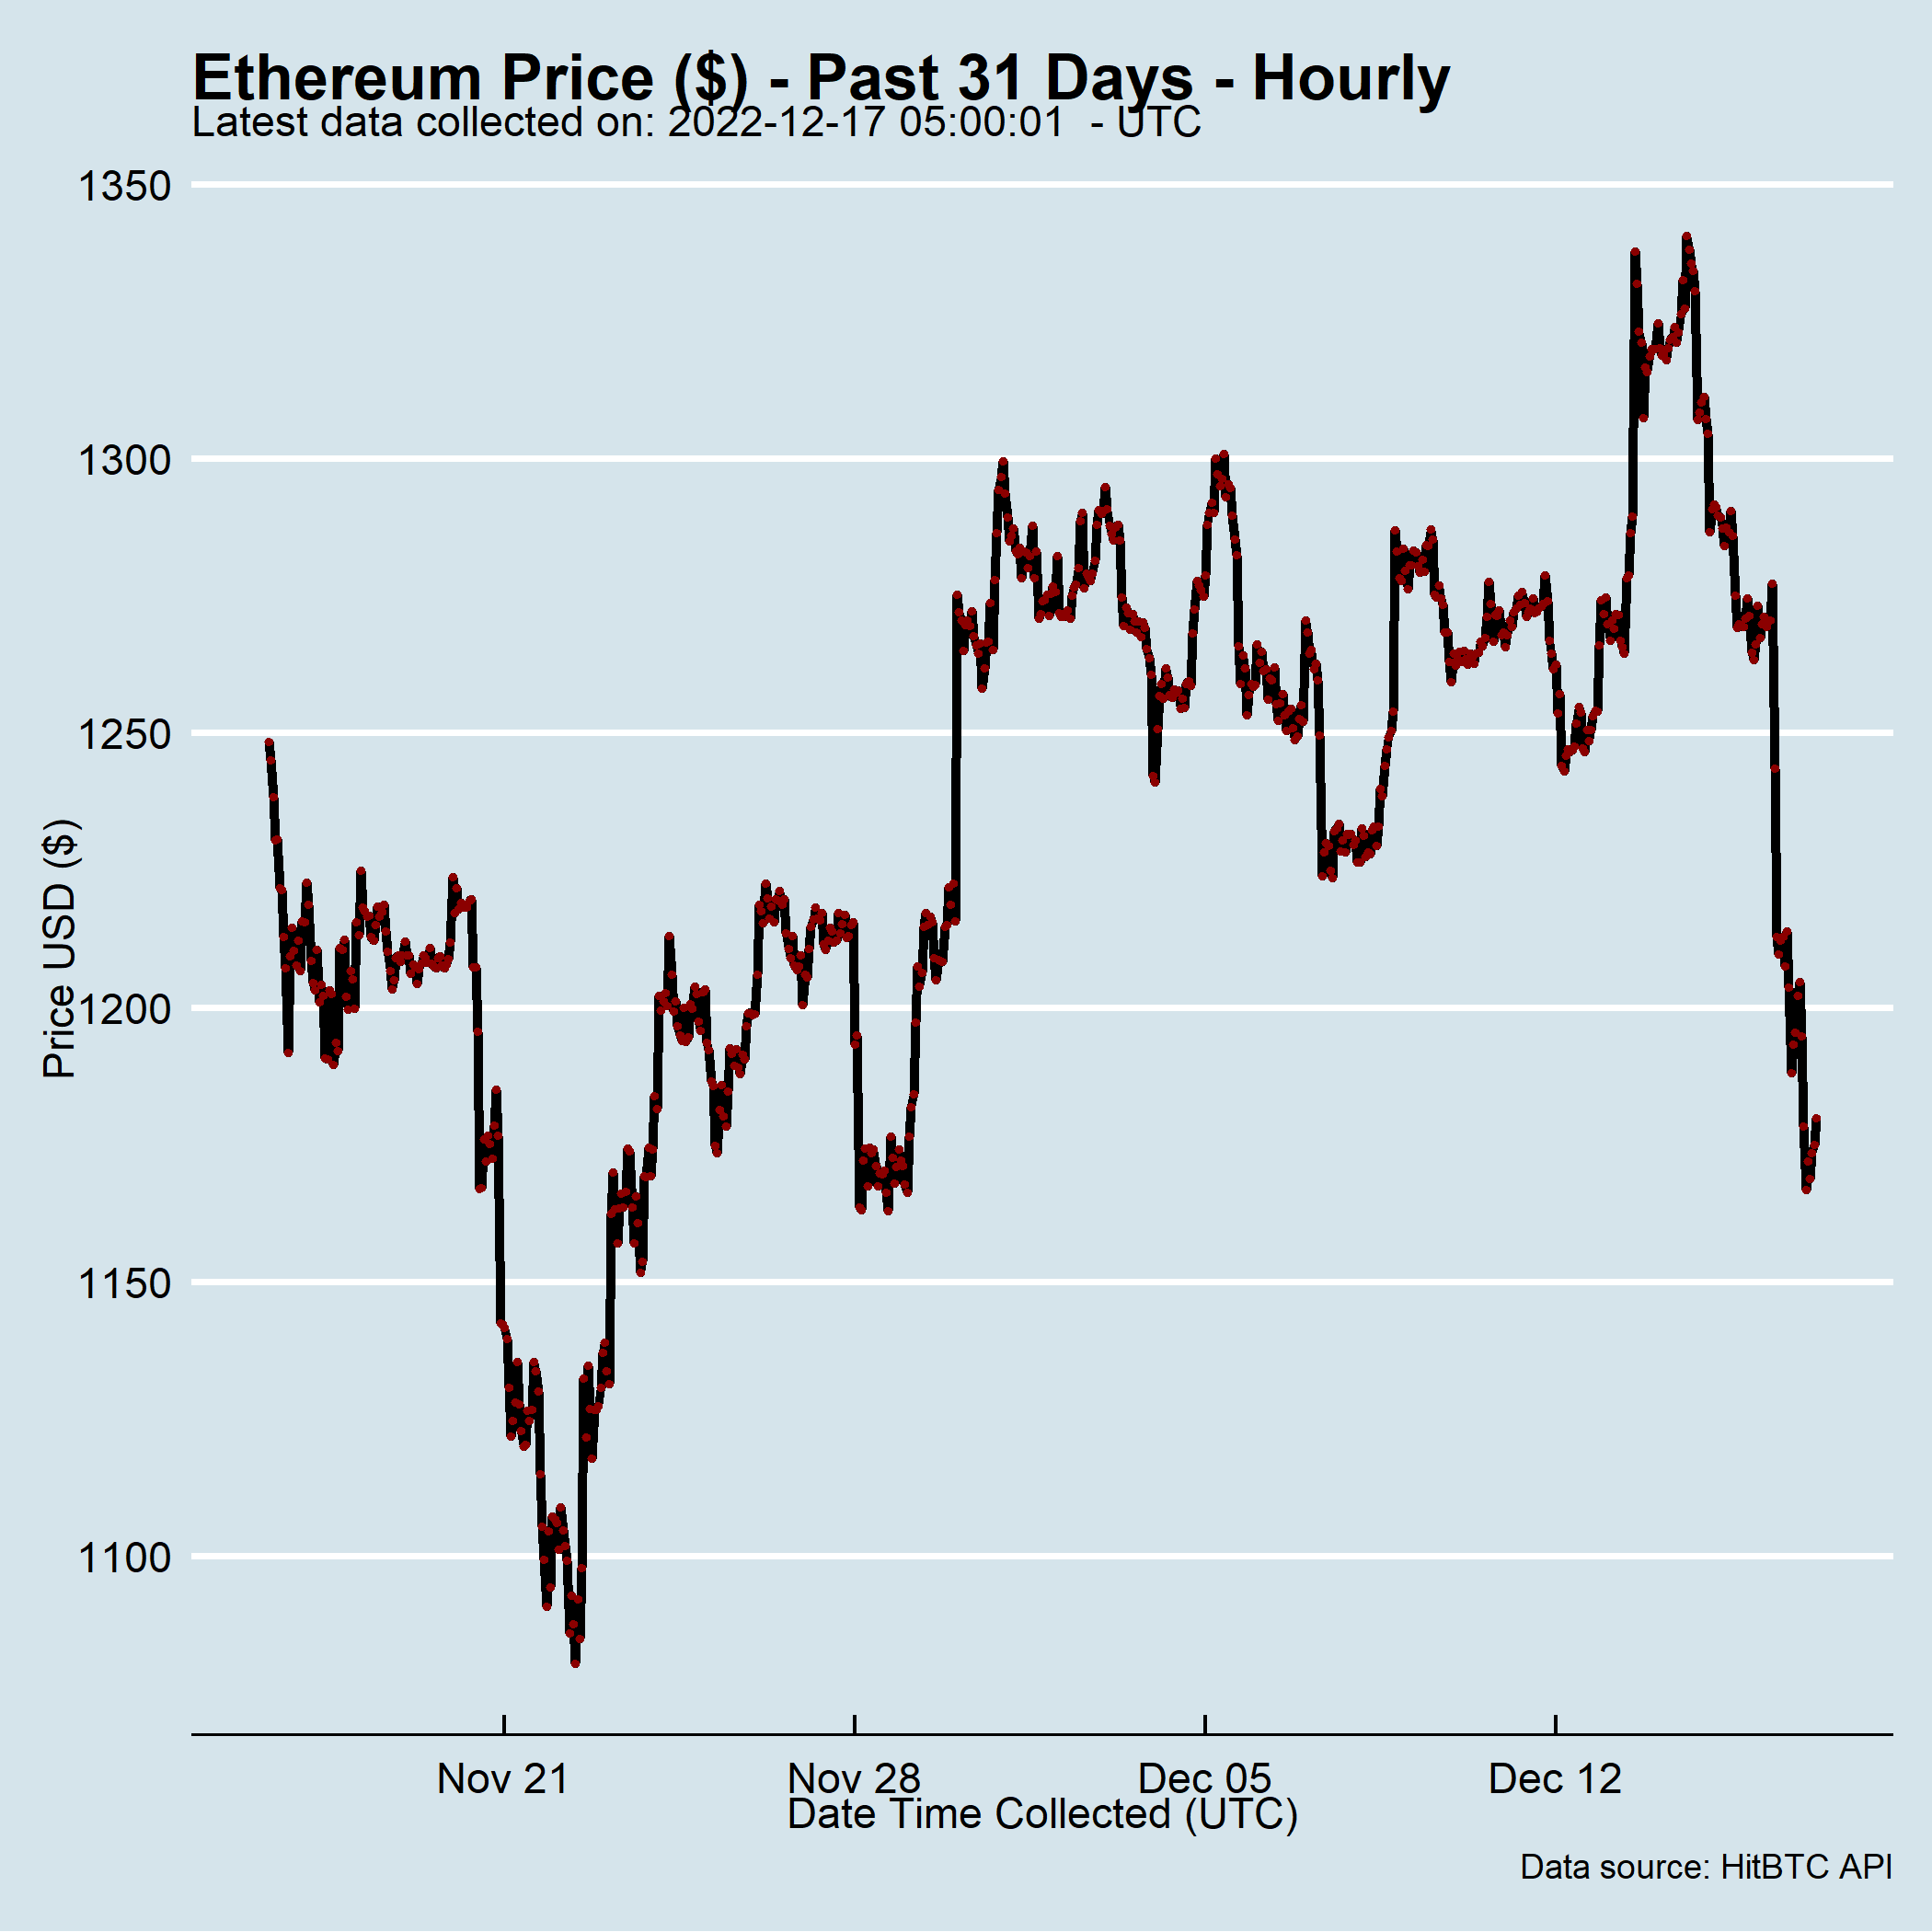 Ethereum Price ($) - Past 31 Days - Hourly
Latest data collected on: 2022-12-17 05:00:01  - UTC
1350
1300
1250
1200
1150
1100
Price USD ($)
Nov 21
Nov 28
Dec 05
Dec 12
Date Time Collected (UTC)
Data source: HitBTC API